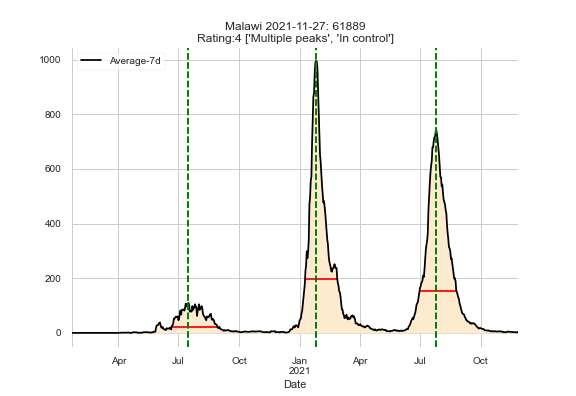 Malawi 2021-11-27: 61889
Rating:4 ['Multiple peaks', 'In control']
Average-7d
1000
800
600
400
200
0
Apr Jul Oct Jan Apr Jul Oct
2021
Date